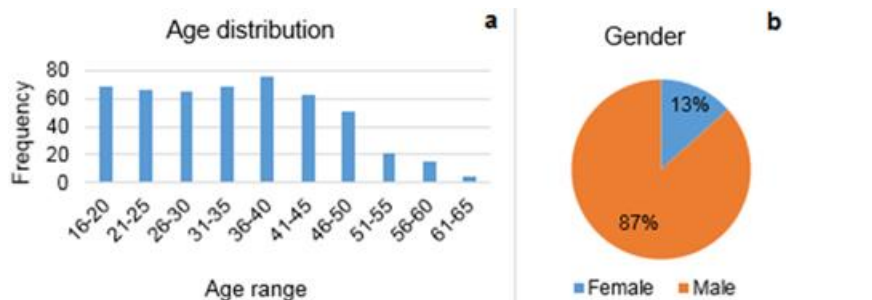 Age distribution
a
Frequency
80
60
40
20
0
16-20
21-25
26-30
31-35
36-40
41-45
46-50
51-55
56-60
61-65
Age range
Gender
b
13%
87%
Female
Male